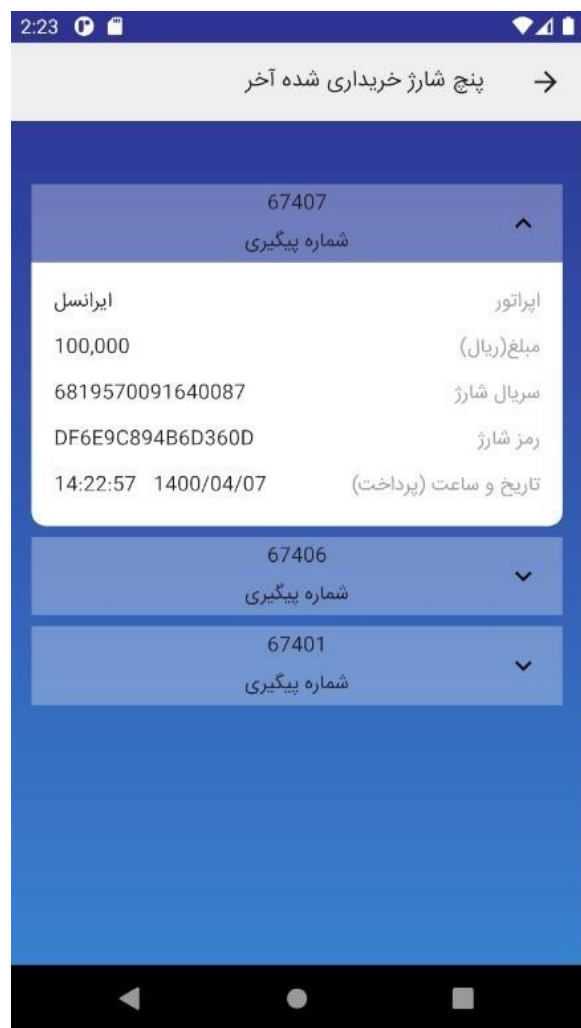 2:23
پنج شارژ خریداری شده آخر
67407
شماره پیگیری
اپراتور ایرانسل
مبلغ(ریال) 100,000
سریال شارژ 6819570091640087
رمز شارژ DF6E9C894B6D360D
تاریخ و ساعت (پرداخت) 1400/04/07 14:22:57
67406
شماره پیگیری
67401
شماره پیگیری